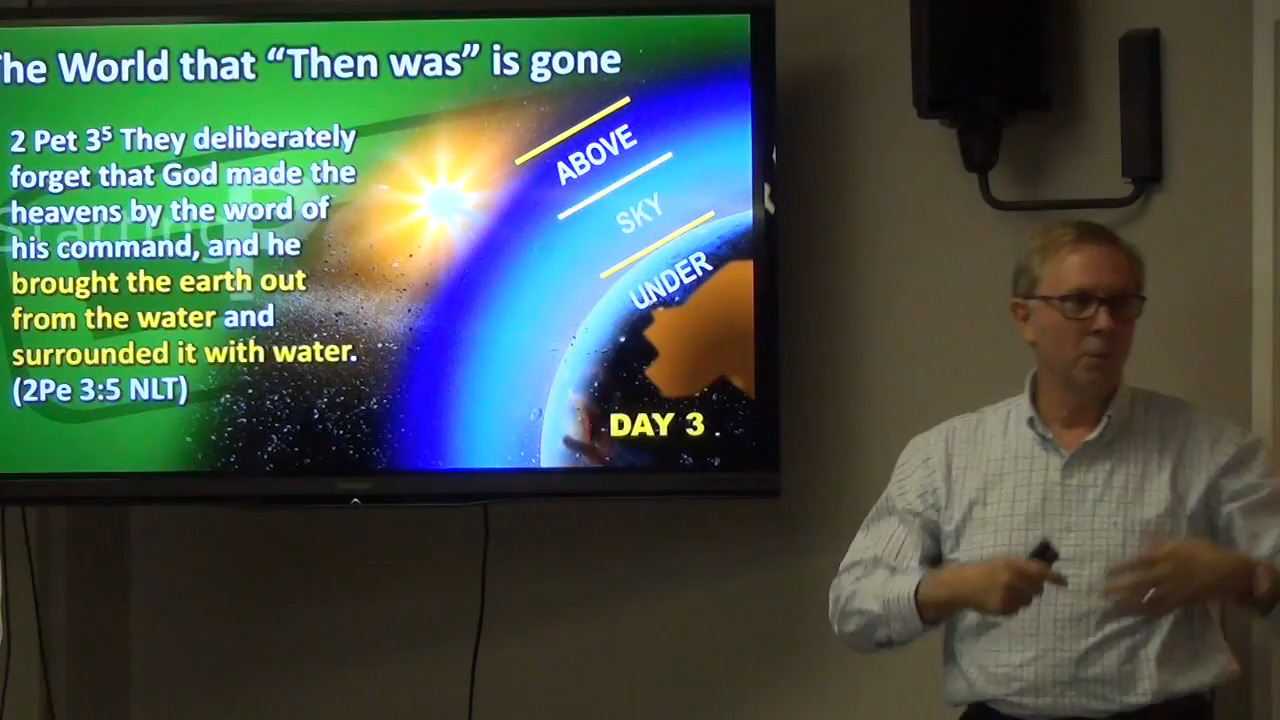 The World that “Then was” is gone
2 Pet 3⁵ They deliberately
forget that God made the
heavens by the word of
his command, and he
brought the earth out
from the water and
surrounded it with water.
(2Pe 3:5 NLT)
ABOVE
SKY
UNDER
DAY 3